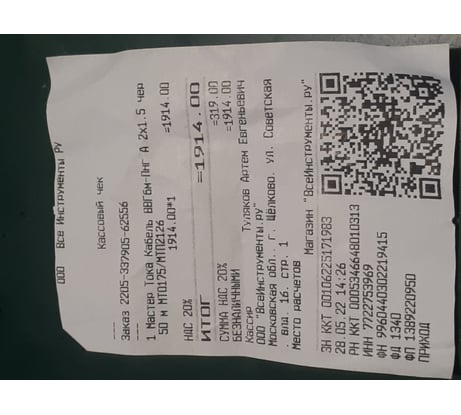 ООО Все Инструменты Ру
Кассовый чек
---
Заказ 2205-337905-62556
---
1 Мастер Тока Кабель ВВГбм-Пнг А 2х1.5 чер
50 м МТ0175/МТП2126
1914.00*1 =1914.00
НДС 20%
ИТОГ =1914.00
СУММА НДС 20% =319.00
БЕЗНАЛИЧНЫМИ =1914.00
Кассир Туляков Артем Евгеньевич
ООО "ВсеИнструменты.ру"
Московская обл., г. Щёлково, ул. Советская
, влд. 16, стр. 1
Место расчетов Магазин "ВсеИнструменты.ру"
ЗН ККТ 00106225171983
28.05.22 14:26
РН ККТ 0005346648010313
ИНН 7722753969
ФН 9960440302219415
ФД 1340
ФП 1389220950
ПРИХОД